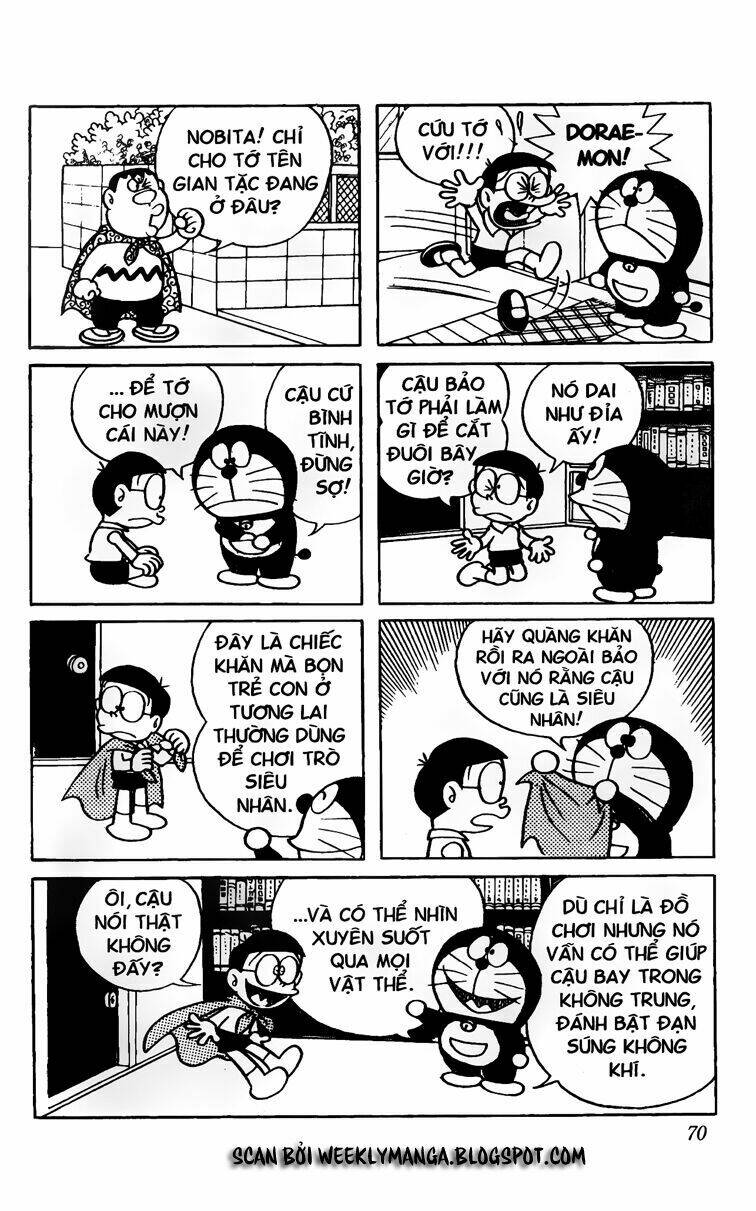 DORAE-
MON!
CỨU TỚ
VỚI!!!
NOBITA! CHỈ
CHO TỚ TÊN
GIAN TẶC ĐANG
Ở ĐÂU?
NÓ DAI
NHƯ ĐỈA
ẤY!
CẬU BẢO
TỚ PHẢI LÀM
GÌ ĐỂ CẮT
ĐUÔI BÂY
GIỜ?
CẬU CỨ
BÌNH
TĨNH,
ĐỪNG
SỢ!
... ĐỂ TỚ
CHO MƯỢN
CÁI NÀY!
HÃY QUÀNG KHĂN
RỒI RA NGOÀI BẢO
VỚI NÓ RẰNG CẬU
CŨNG LÀ SIÊU
NHÂN!
ĐÂY LÀ CHIẾC
KHĂN MÀ BỌN
TRẺ CON Ở
TƯƠNG LAI
THƯỜNG DÙNG
ĐỂ CHƠI TRÒ
SIÊU
NHÂN.
DÙ CHỈ LÀ ĐỒ
CHƠI NHƯNG NÓ
VẪN CÓ THỂ GIÚP
CẬU BAY TRONG
KHÔNG TRUNG,
ĐÁNH BẬT ĐẠN
SÚNG KHÔNG
KHÍ.
...VÀ CÓ THỂ NHÌN
XUYÊN SUỐT
QUA MỌI
VẬT THỂ.
ÔI, CẬU
NÓI THẬT
KHÔNG
ĐẤY?
70
SCAN BỞI WEEKLYMANGA.BLOGSPOT.COM